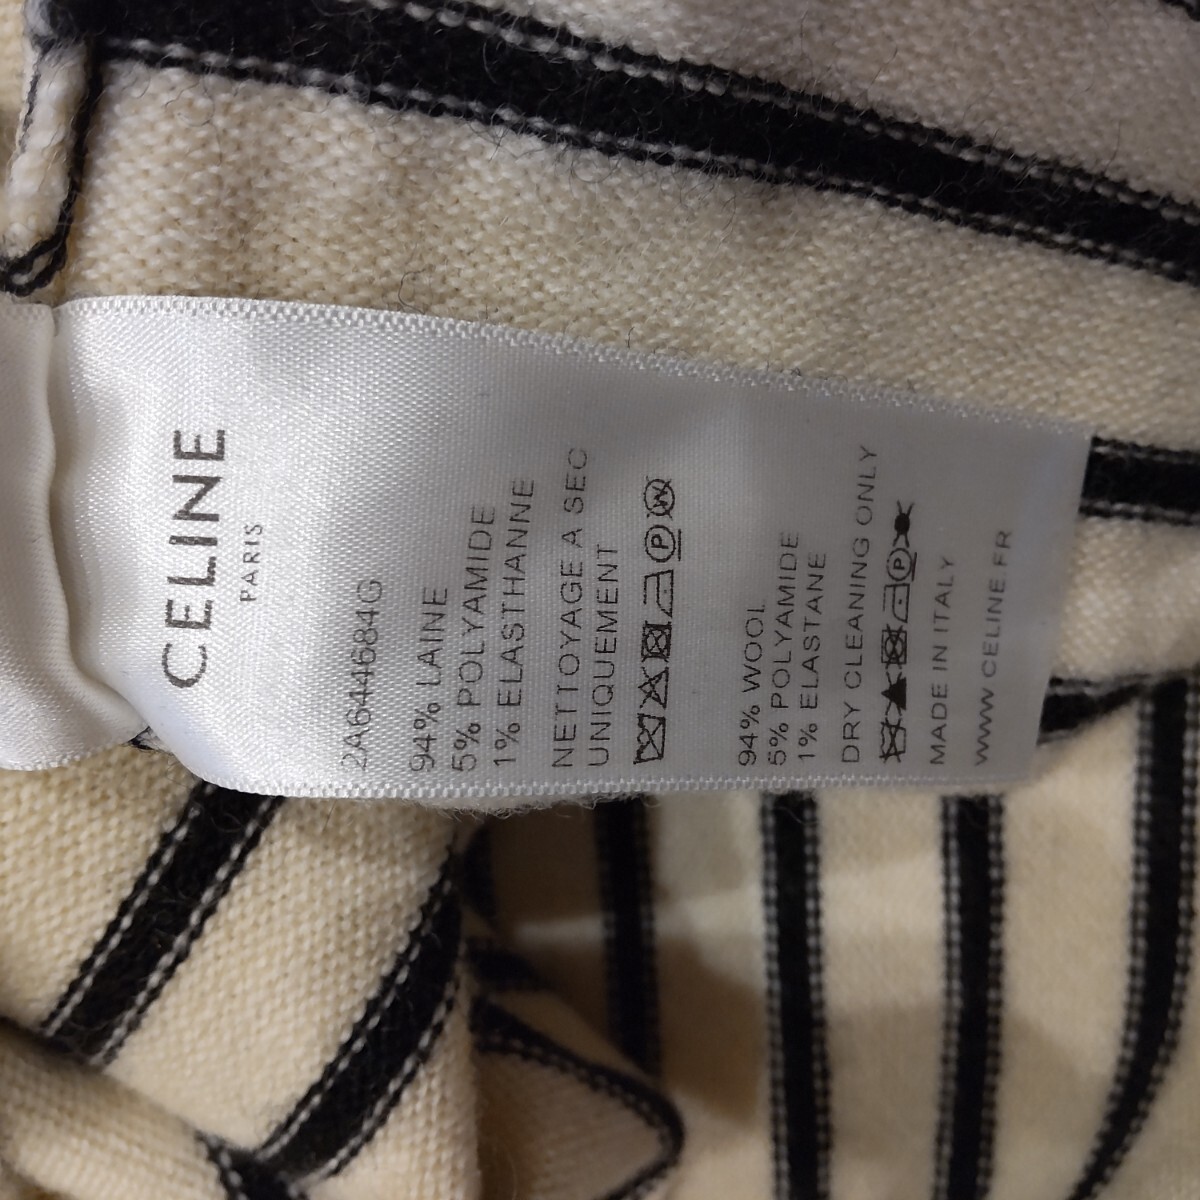 CELINE
PARIS
2A644684G
94% LAINE
5% POLYAMIDE
1% ELASTHANNE
NETTOYAGE A SEC
UNIQUEMENT
P W
94% WOOL
5% POLYAMIDE
1% ELASTANE
DRY CLEANING ONLY
P
MADE IN ITALY
WWW.CELINE.FR